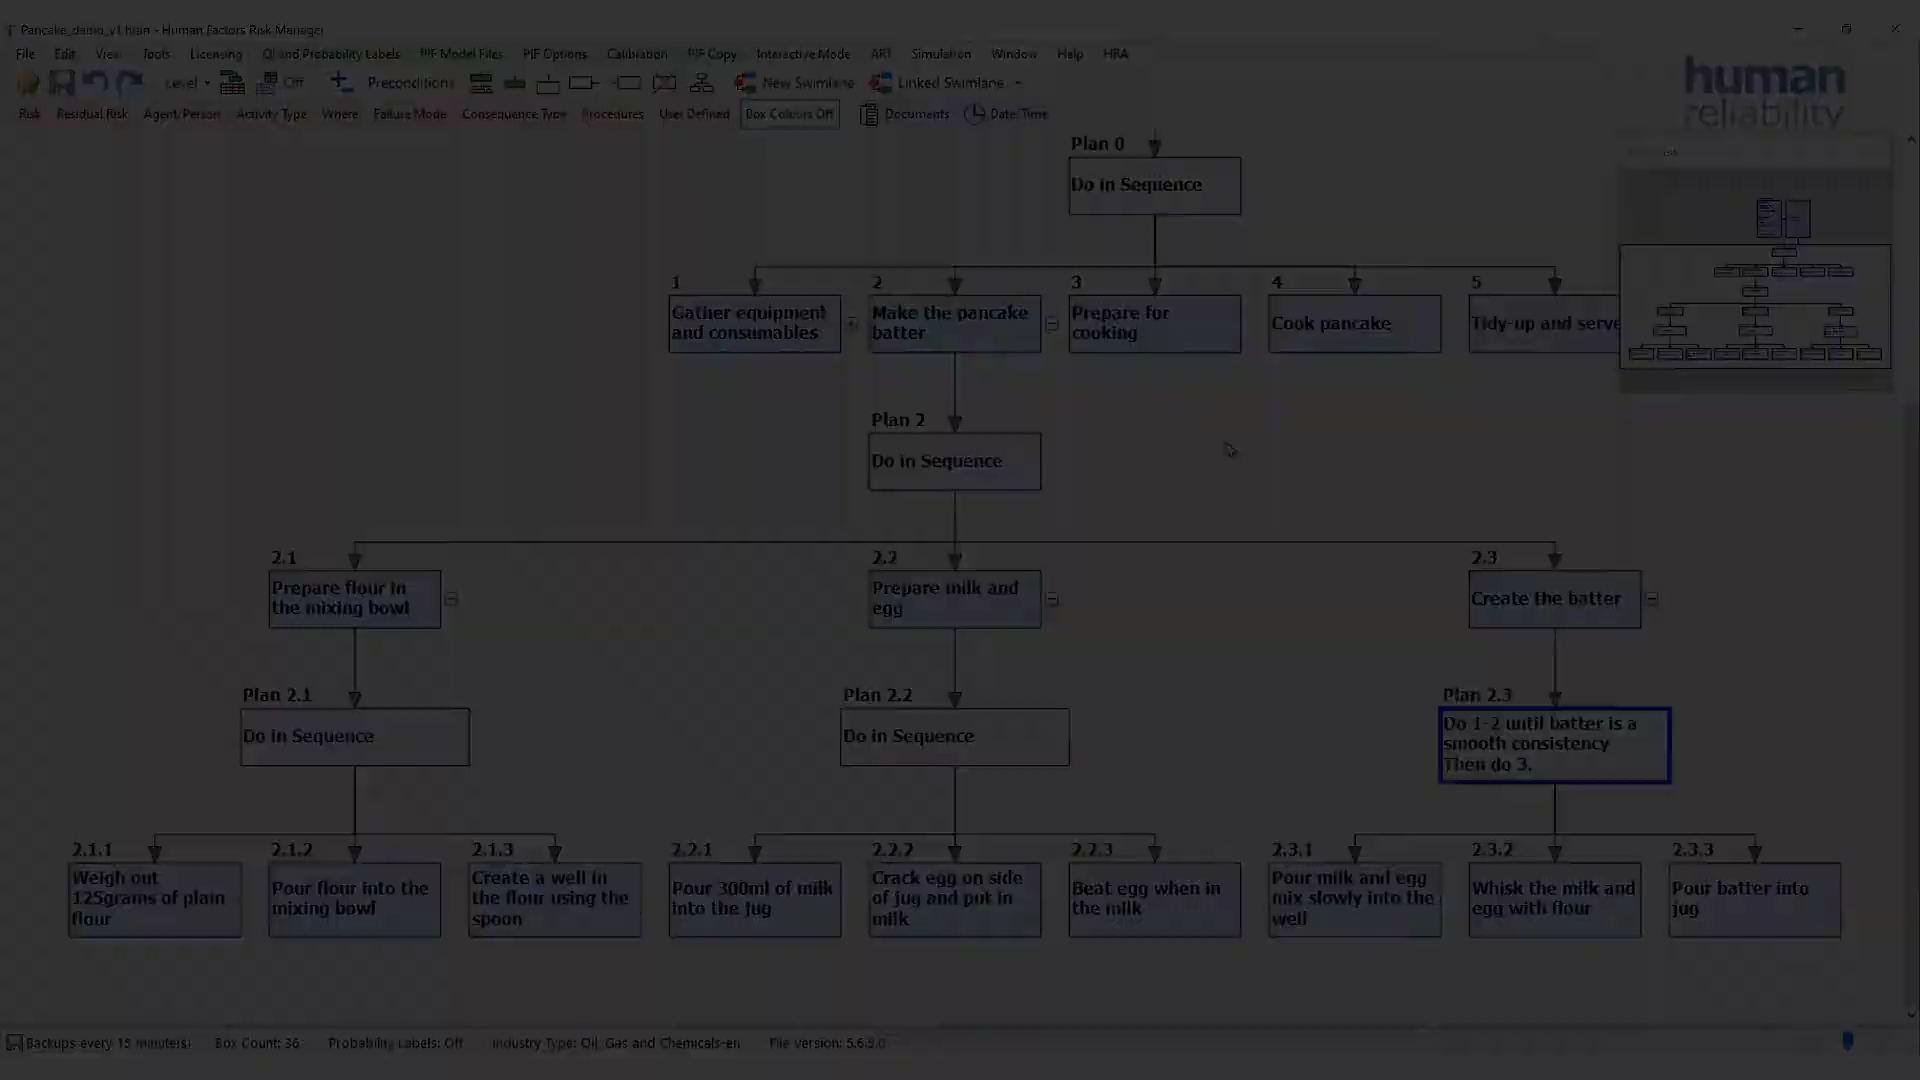 Pancake_demo_v1.hran - Human Factors Risk Manager
File Edit View Tools Licensing QI and Probability Labels PIF Model Files PIF Options Calibration PIF Copy Interactive Mode ART Simulation Window Help HRA
Level Off Preconditions New Swimlane Linked Swimlane
Risk Residual Risk Agent/Person Activity Type Where Failure Mode Consequence Type Procedures User Defined Box Colours Off Documents Date/Time
human
reliability
Plan 0
Do in Sequence
1
Gather equipment
and consumables
2
Make the pancake
batter
3
Prepare for
cooking
4
Cook pancake
5
Tidy-up and serve
Plan 2
Do in Sequence
2.1
Prepare flour in
the mixing bowl
2.2
Prepare milk and
egg
2.3
Create the batter
Plan 2.1
Do in Sequence
Plan 2.2
Do in Sequence
Plan 2.3
Do 1-2 until batter is a
smooth consistency
Then do 3.
2.1.1
Weigh out
125grams of plain
flour
2.1.2
Pour flour into the
mixing bowl
2.1.3
Create a well in
the flour using the
spoon
2.2.1
Pour 300ml of milk
into the jug
2.2.2
Crack egg on side
of jug and put in
milk
2.2.3
Beat egg when in
the milk
2.3.1
Pour milk and egg
mix slowly into the
well
2.3.2
Whisk the milk and
egg with flour
2.3.3
Pour batter into
jug
Backups every 15 minute(s) Box Count: 36 Probability Labels: Off Industry Type: Oil, Gas and Chemicals-en File version: 5.6.5.0